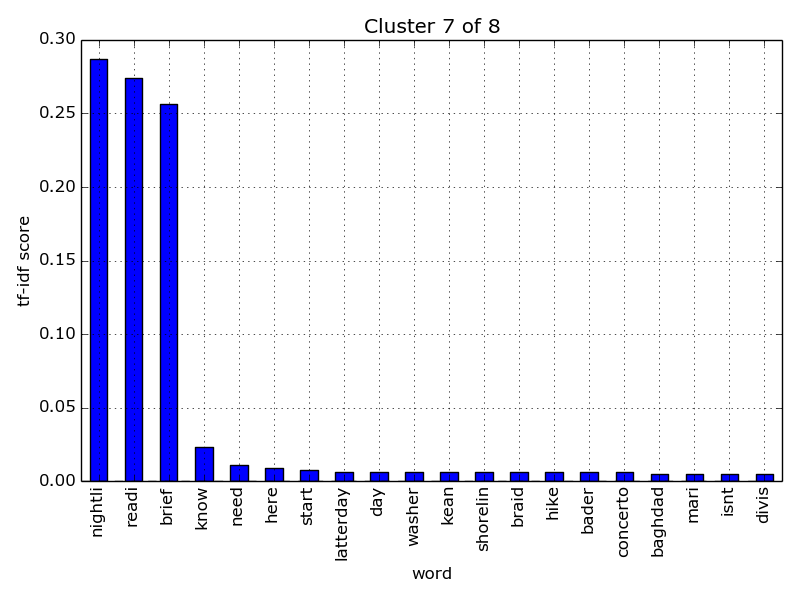 Cluster 7 of 8
0.30
0.25
0.20
0.15
0.10
0.05
0.00
tf-idf score
nightli
readi
brief
know
need
here
start
latterday
day
washer
kean
shorelin
braid
hike
bader
concerto
baghdad
mari
isnt
divis
word